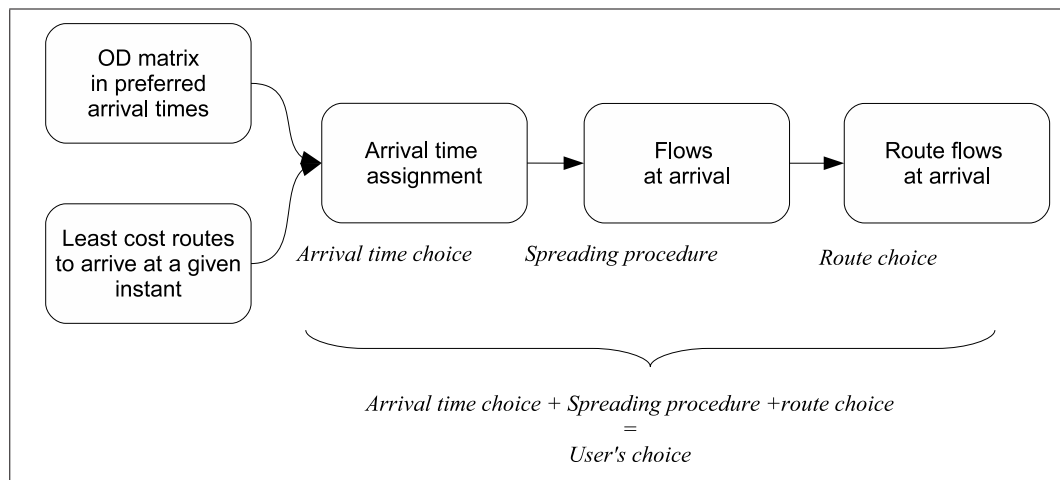 OD matrix
in preferred
arrival times
Least cost routes
to arrive at a given
instant
Arrival time
assignment
Flows
at arrival
Route flows
at arrival
Arrival time choice
Spreading procedure
Route choice
Arrival time choice + Spreading procedure +route choice
=
User's choice